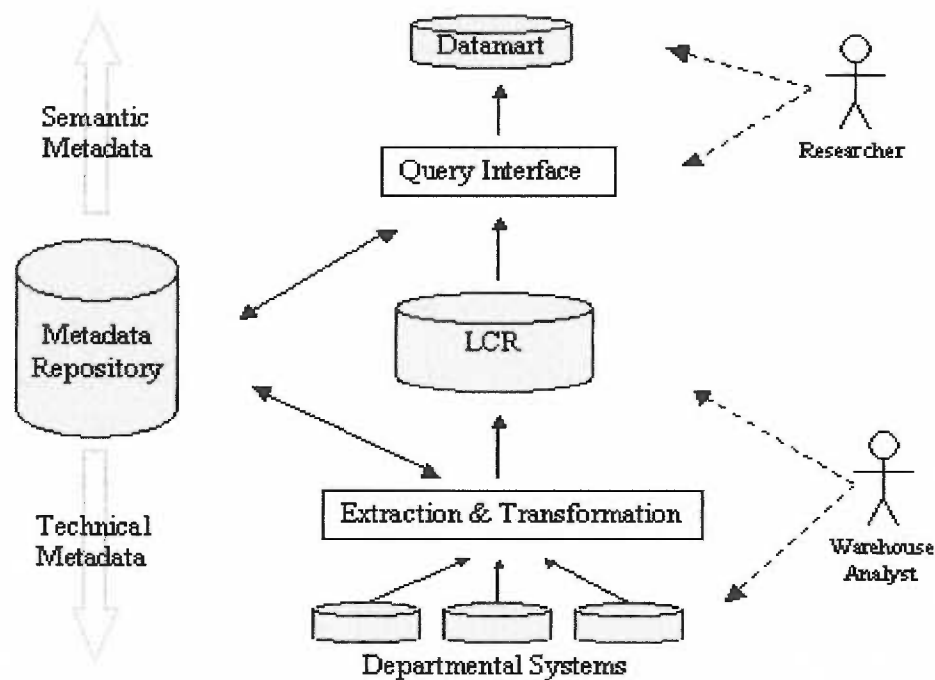 Datamart
Semantic
Metadata
Researcher
Query Interface
Metadata
Repository
LCR
Technical
Metadata
Extraction & Transformation
Warehouse
Analyst
Departmental Systems